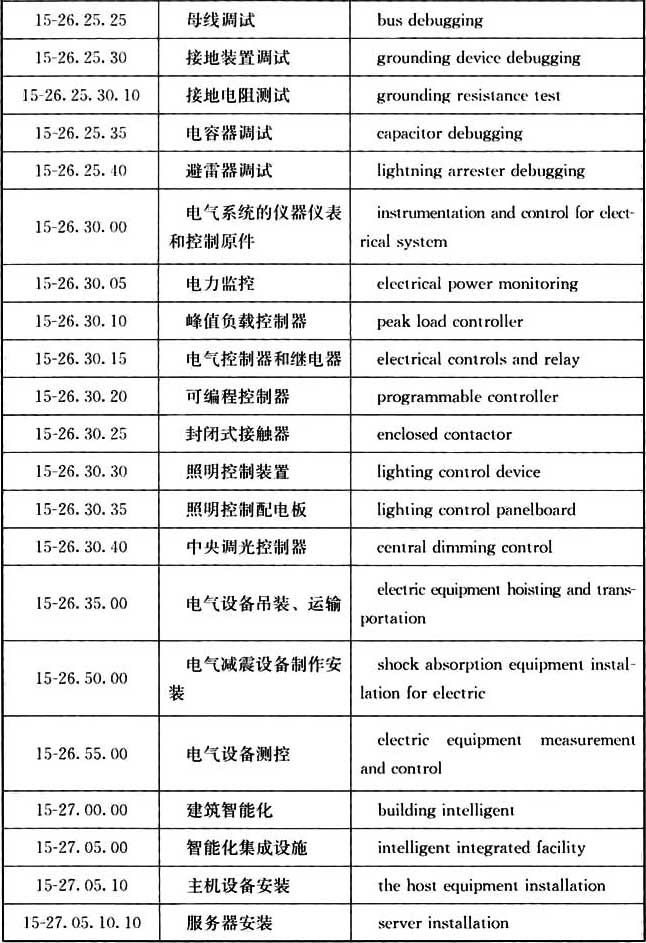 15-26.25.25 母线调试 bus debugging
15-26.25.30 接地装置调试 grounding device debugging
15-26.25.30.10 接地电阻测试 grounding resistance test
15-26.25.35 电容器调试 capacitor debugging
15-26.25.40 避雷器调试 lightning arrester debugging
15-26.30.00 电气系统的仪器仪表 instrumentation and control for elect-
和控制原件 rical system
15-26.30.05 电力监控 electrical power monitoring
15-26.30.10 峰值负载控制器 peak load controller
15-26.30.15 电气控制器和继电器 electrical controls and relay
15-26.30.20 可编程控制器 programmable controller
15-26.30.25 封闭式接触器 enclosed contactor
15-26.30.30 照明控制装置 lighting control device
15-26.30.35 照明控制配电板 lighting control panelboard
15-26.30.40 中央调光控制器 central dimming control
15-26.35.00 电气设备吊装、运输 electric equipment hoisting and trans-
portation
15-26.50.00 电气减震设备制作安 shock absorption equipment instal-
装 lation for electric
15-26.55.00 电气设备测控 electric equipment measurement
and control
15-27.00.00 建筑智能化 building intelligent
15-27.05.00 智能化集成设施 intelligent integrated facility
15-27.05.10 主机设备安装 the host equipment installation
15-27.05.10.10 服务器安装 server installation